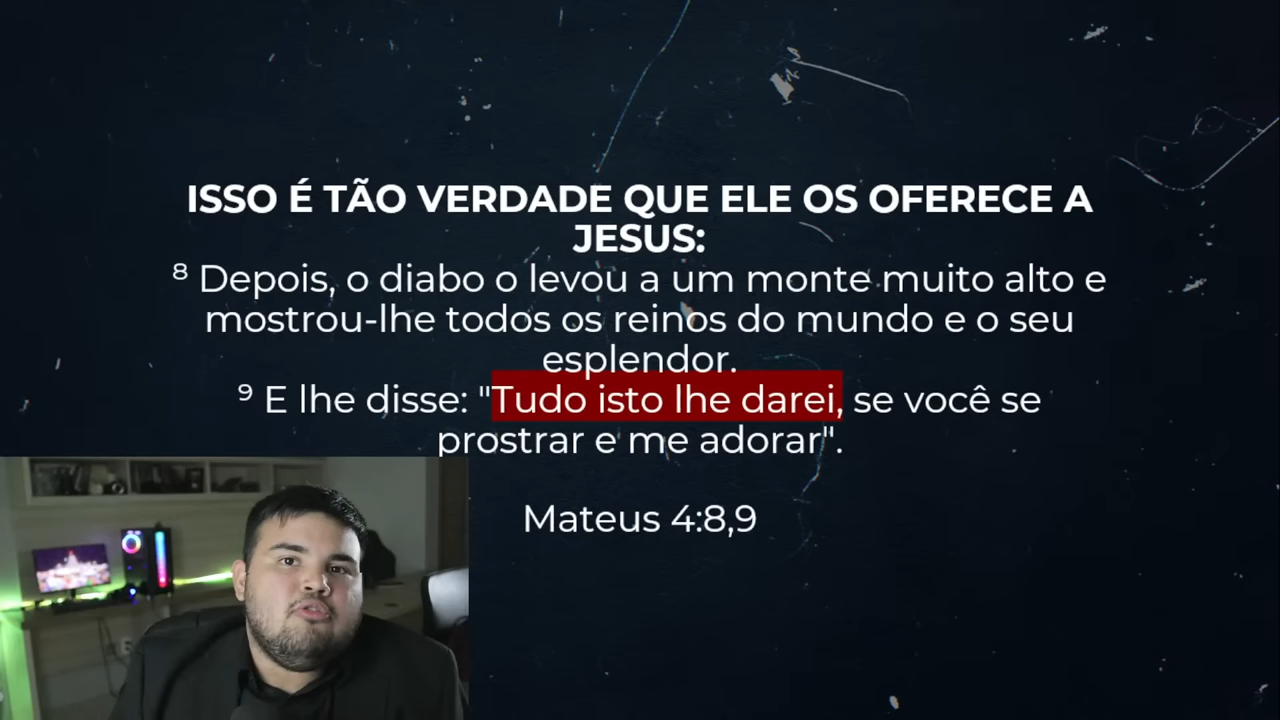 ISSO É TÃO VERDADE QUE ELE OS OFERECE A
JESUS:
⁸ Depois, o diabo o levou a um monte muito alto e
mostrou-lhe todos os reinos do mundo e o seu
esplendor.
⁹ E lhe disse: "Tudo isto lhe darei, se você se
prostrar e me adorar".
Mateus 4:8,9